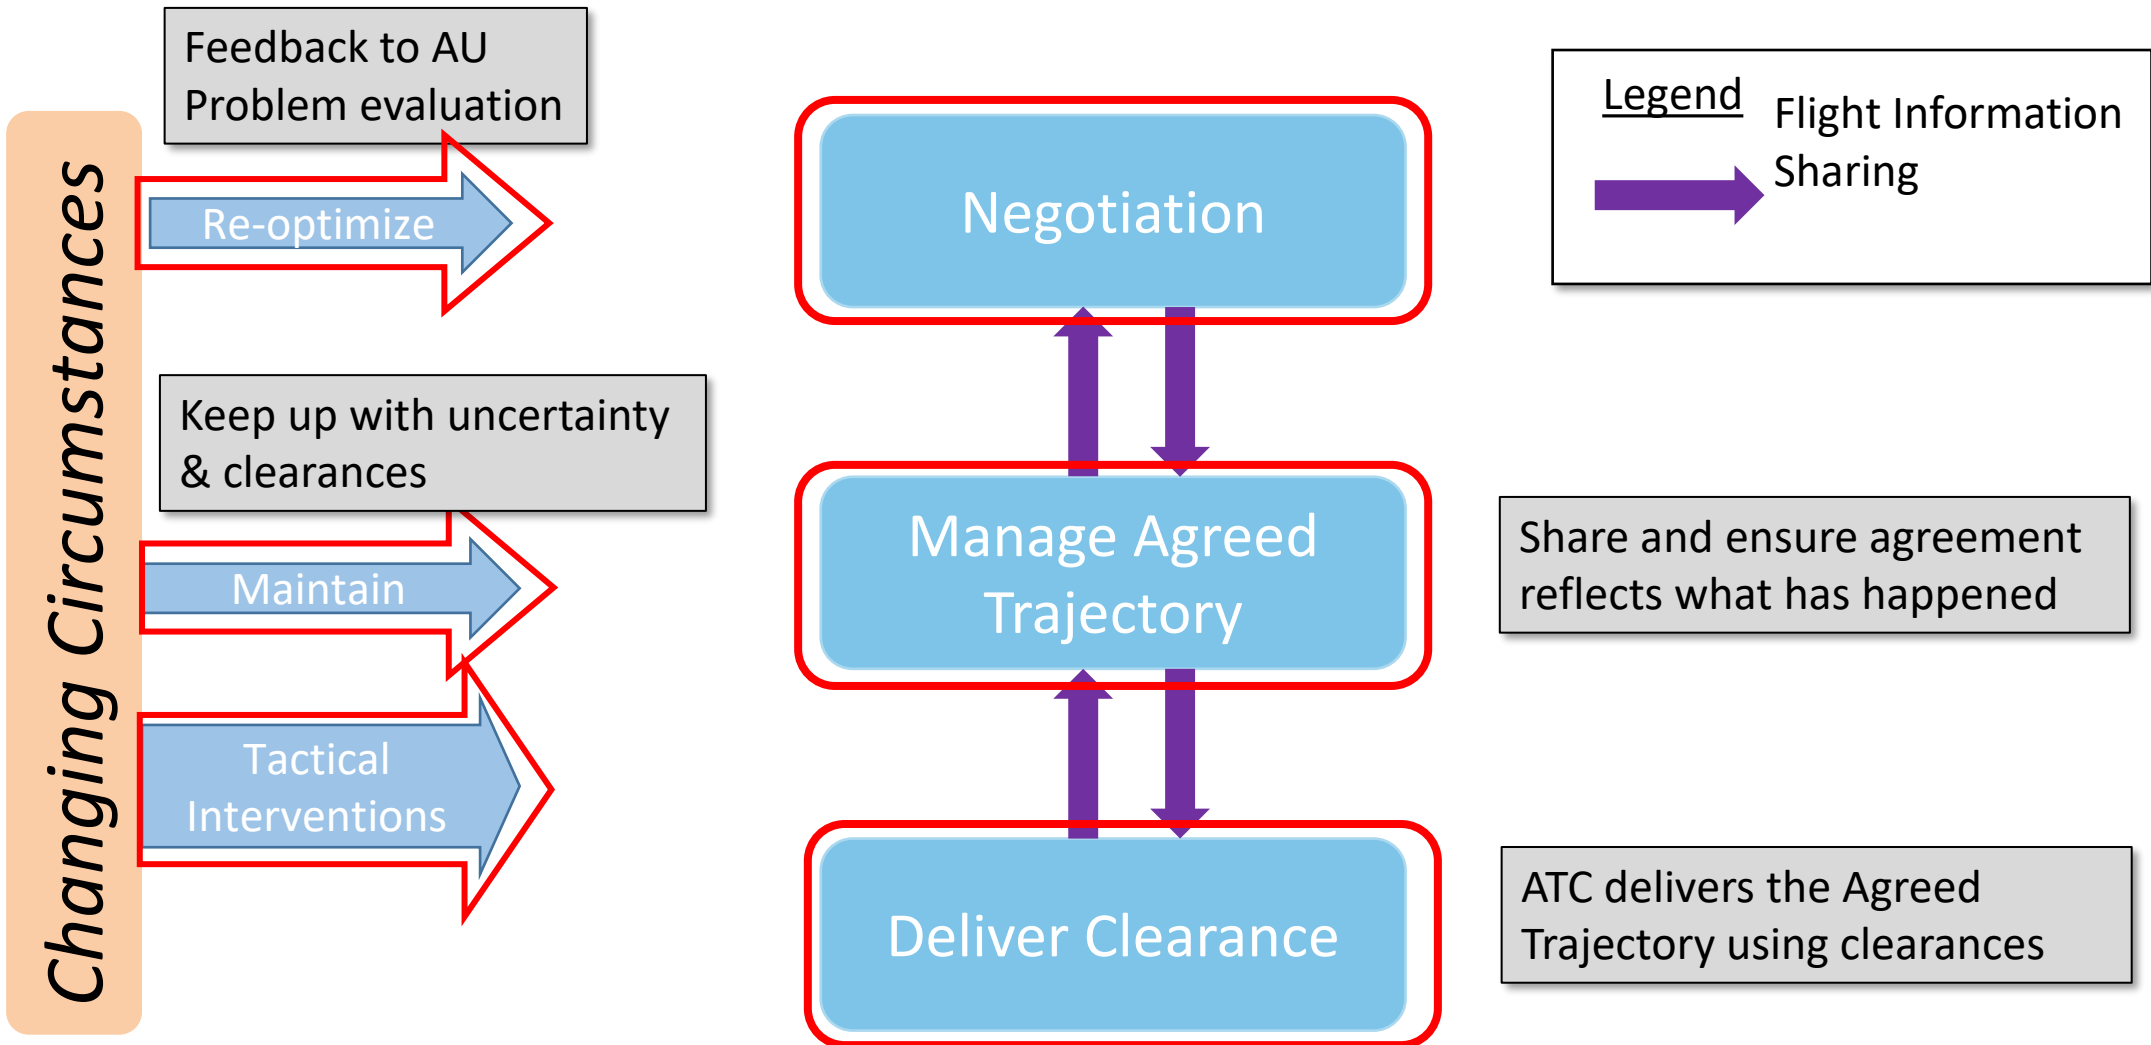 Changing Circumstances
Feedback to AU
Problem evaluation
Re-optimize
Keep up with uncertainty
& clearances
Maintain
Tactical
Interventions
Negotiation
Manage Agreed
Trajectory
Deliver Clearance
Legend
Flight Information
Sharing
Share and ensure agreement
reflects what has happened
ATC delivers the Agreed
Trajectory using clearances